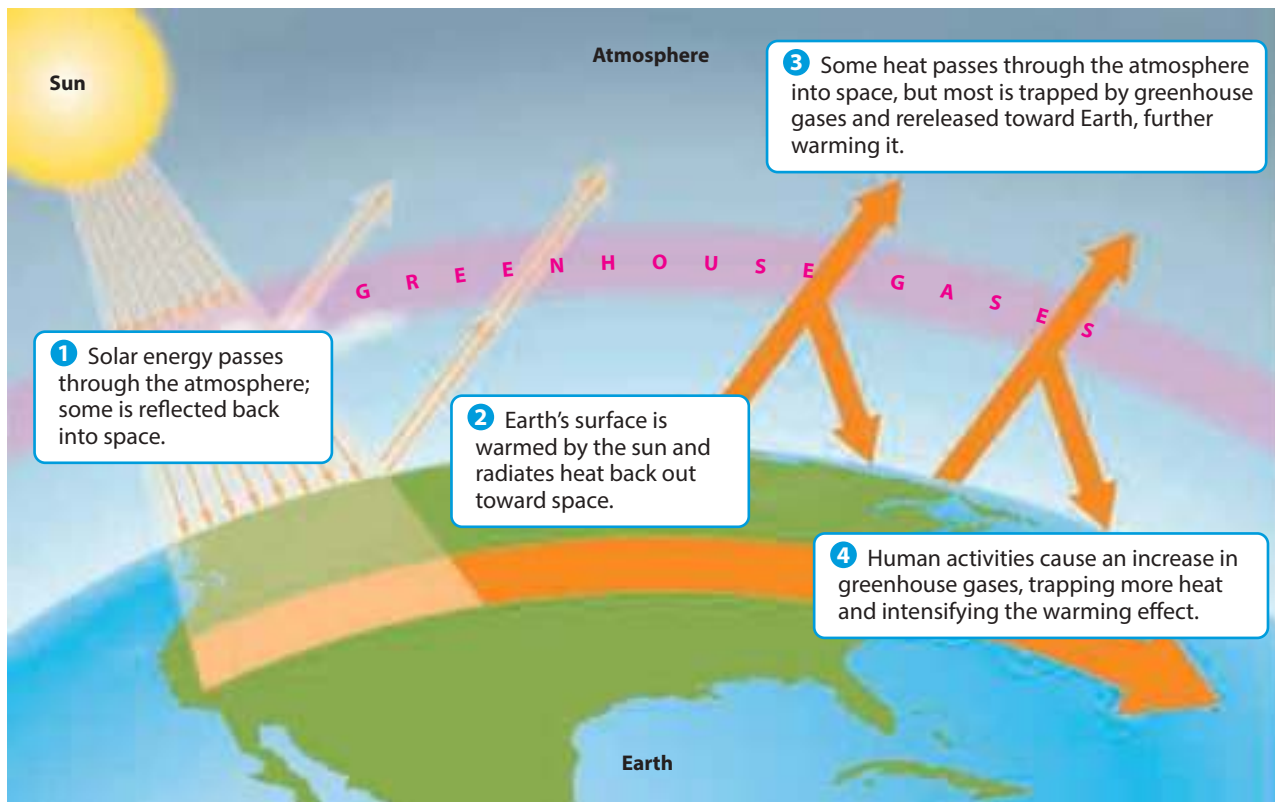 Sun
Atmosphere
3 Some heat passes through the atmosphere
into space, but most is trapped by greenhouse
gases and rereleased toward Earth, further
warming it.
GREENHOUSE GASES
1 Solar energy passes
through the atmosphere;
some is reflected back
into space.
2 Earth’s surface is
warmed by the sun and
radiates heat back out
toward space.
4 Human activities cause an increase in
greenhouse gases, trapping more heat
and intensifying the warming effect.
Earth